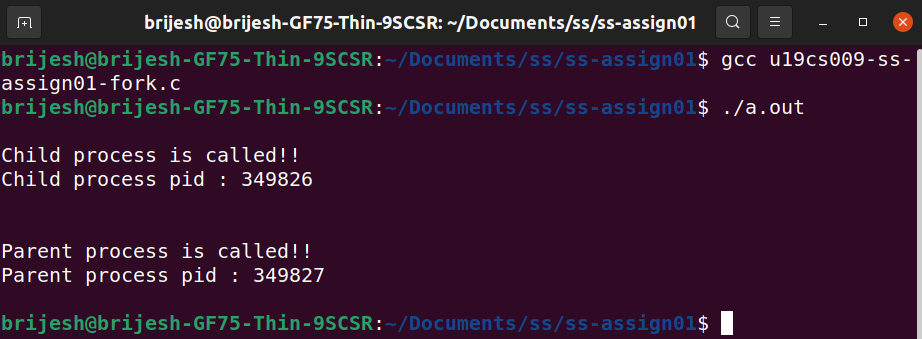 brijesh@brijesh-GF75-Thin-9SCSR: ~/Documents/ss/ss-assign01
brijesh@brijesh-GF75-Thin-9SCSR:~/Documents/ss/ss-assign01$ gcc u19cs009-ss-
assign01-fork.c
brijesh@brijesh-GF75-Thin-9SCSR:~/Documents/ss/ss-assign01$ ./a.out
Child process is called!!
Child process pid : 349826
Parent process is called!!
Parent process pid : 349827
brijesh@brijesh-GF75-Thin-9SCSR:~/Documents/ss/ss-assign01$